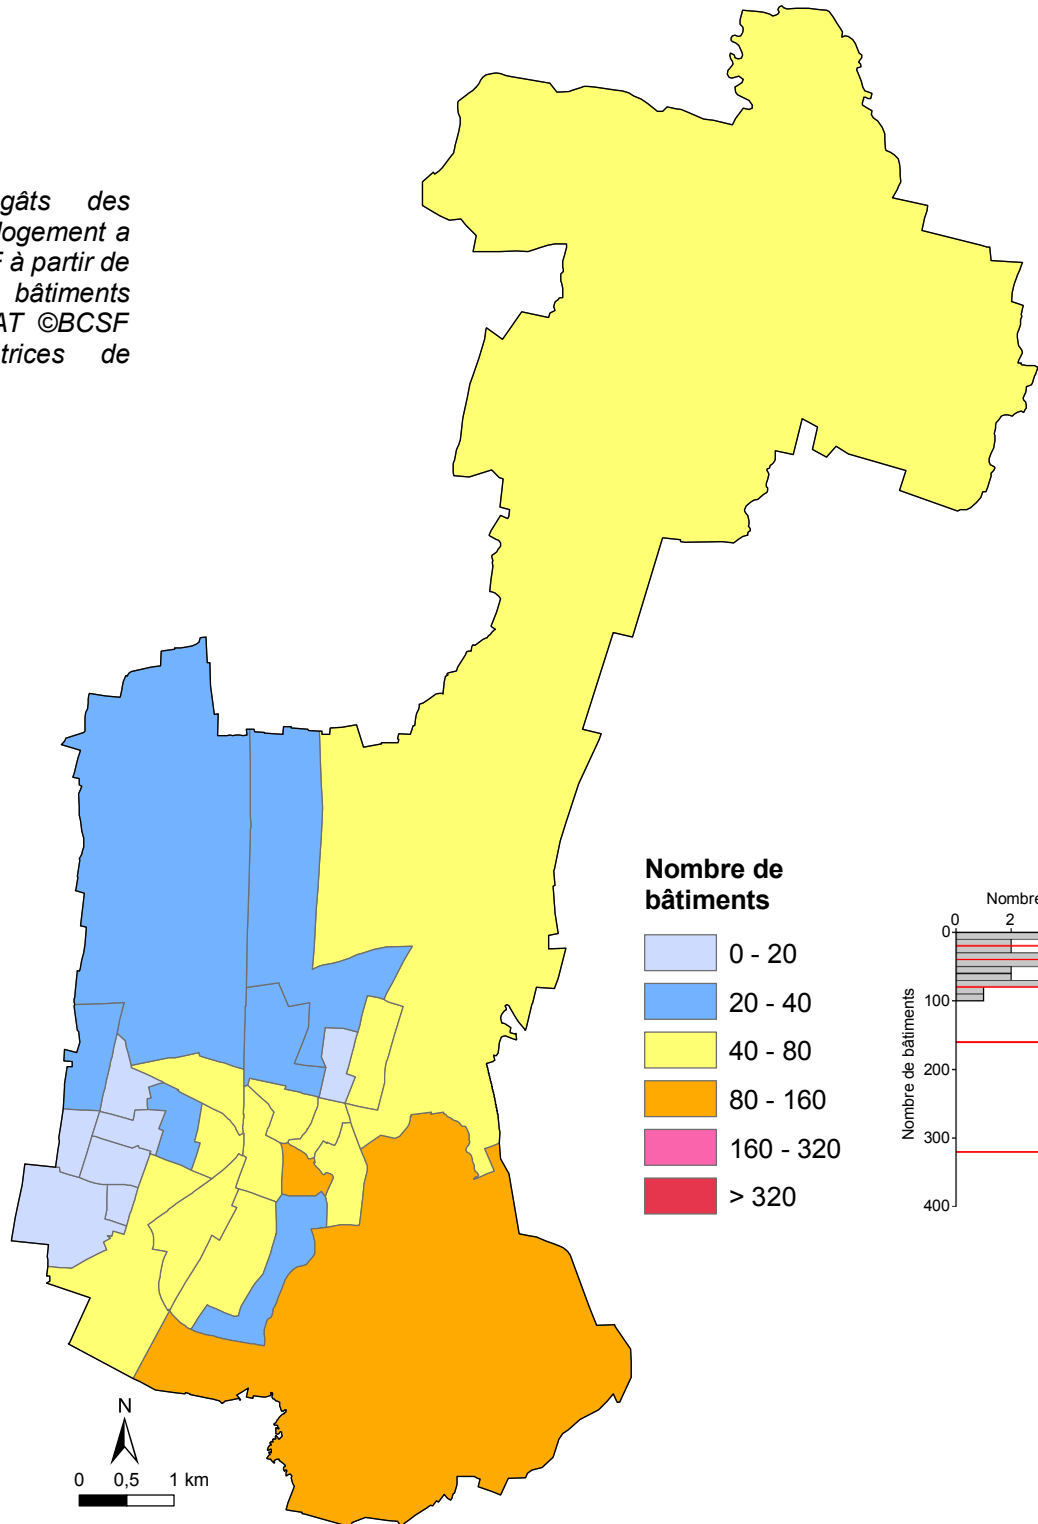 gâts des
logement a
à partir de
bâtiments
AT ©BCSF
trices de
Nombre de
bâtiments
0 - 20
20 - 40
40 - 80
80 - 160
160 - 320
> 320
Nombre
0 2
0
100
200
300
400
Nombre de bâtiments
N
0 0,5 1 km